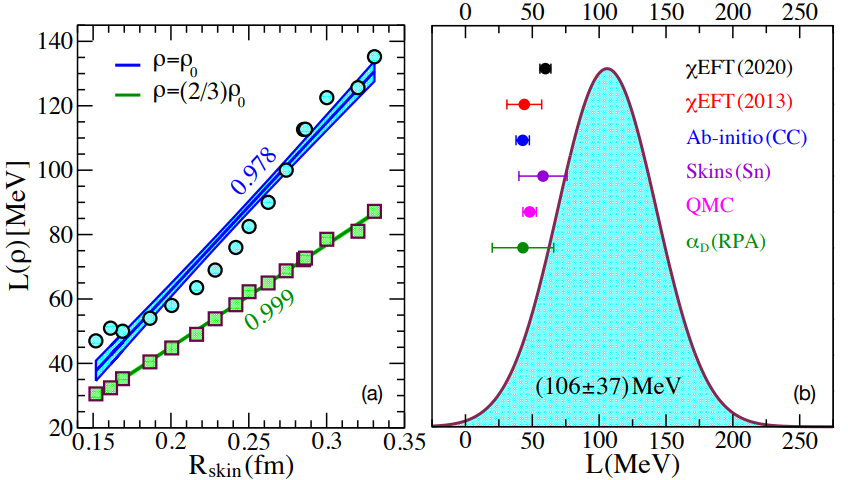 140
120
100
80
60
40
20
L(ρ)[MeV]
ρ=ρ₀
ρ=(2/3)ρ₀
0.978
0.999
(a)
0.15 0.2 0.25 0.3 0.35
R_skin(fm)
0 50 100 150 200 250
χEFT(2020)
χEFT(2013)
Ab-initio(CC)
Skins(Sn)
QMC
α_D(RPA)
(106±37)MeV
(b)
0 50 100 150 200 250
L(MeV)